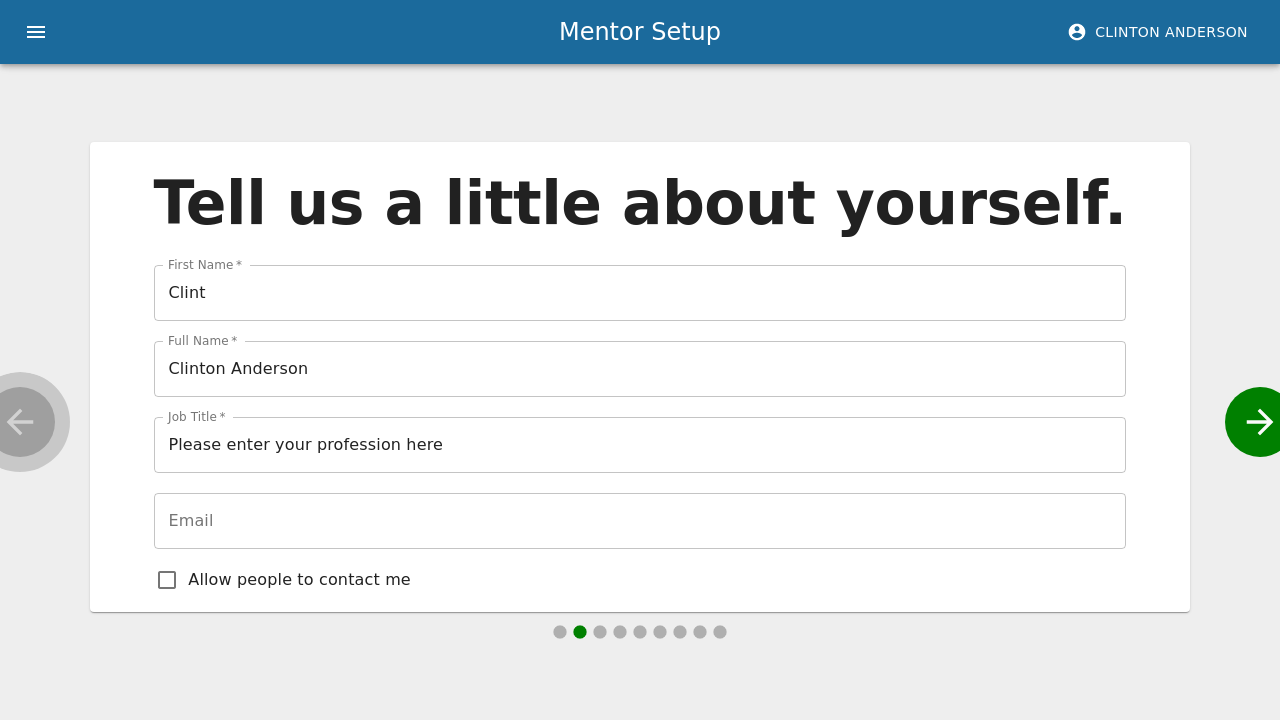 Mentor Setup
CLINTON ANDERSON
Tell us a little about yourself.
First Name *
Clint
Full Name *
Clinton Anderson
Job Title *
Please enter your profession here
Email
Allow people to contact me